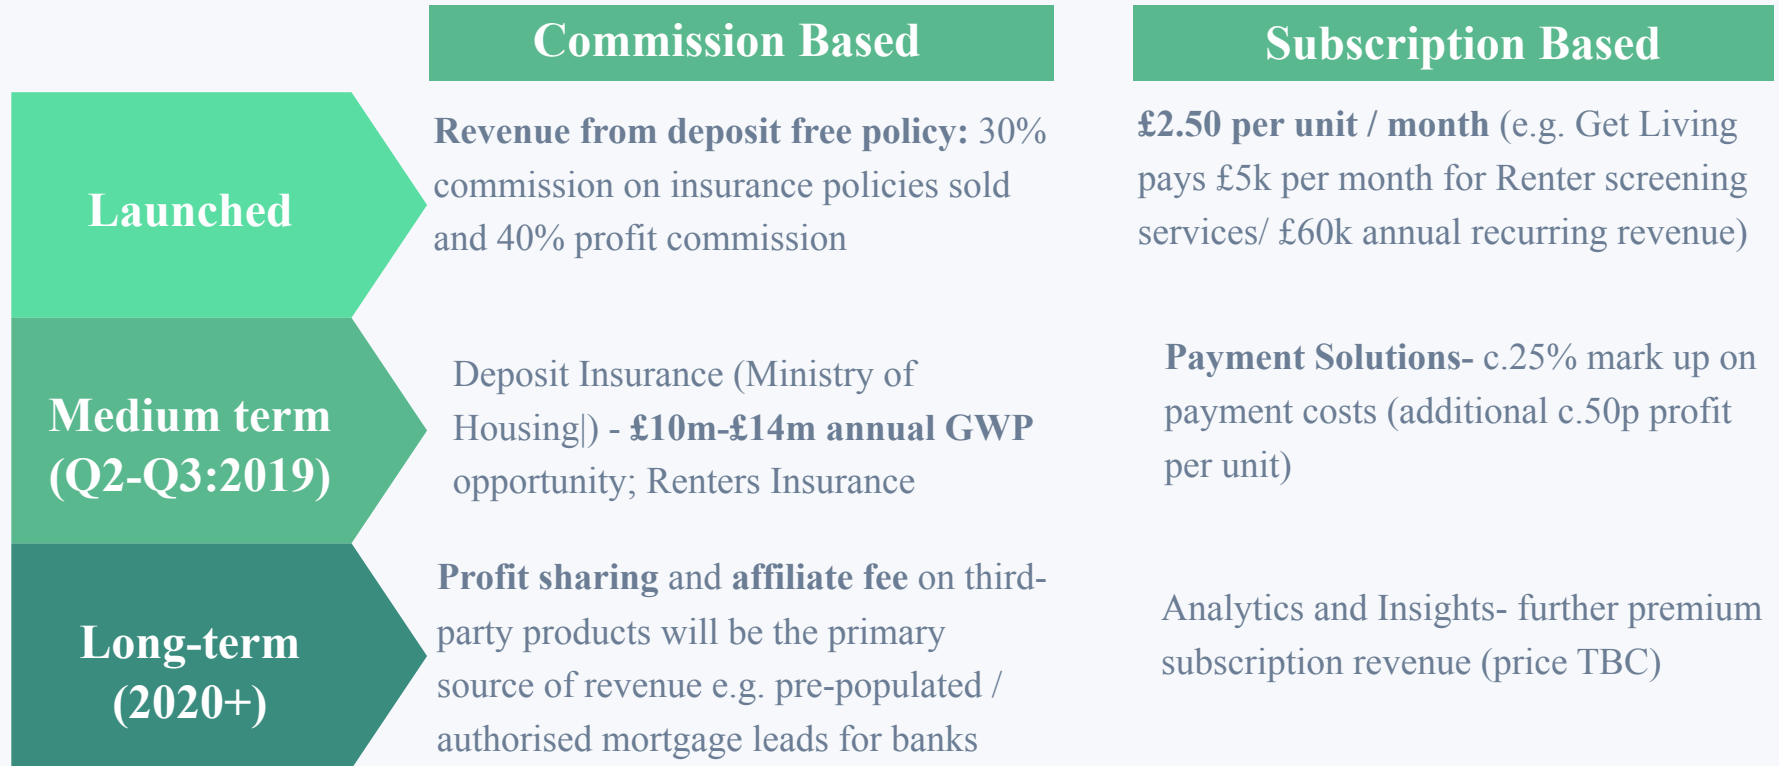 Commission Based
Subscription Based
Launched
Revenue from deposit free policy: 30%
commission on insurance policies sold
and 40% profit commission
£2.50 per unit / month (e.g. Get Living
pays £5k per month for Renter screening
services/ £60k annual recurring revenue)
Medium term
(Q2-Q3:2019)
Deposit Insurance (Ministry of
Housing|) - £10m-£14m annual GWP
opportunity; Renters Insurance
Payment Solutions- c.25% mark up on
payment costs (additional c.50p profit
per unit)
Long-term
(2020+)
Profit sharing and affiliate fee on third-
party products will be the primary
source of revenue e.g. pre-populated /
authorised mortgage leads for banks
Analytics and Insights- further premium
subscription revenue (price TBC)